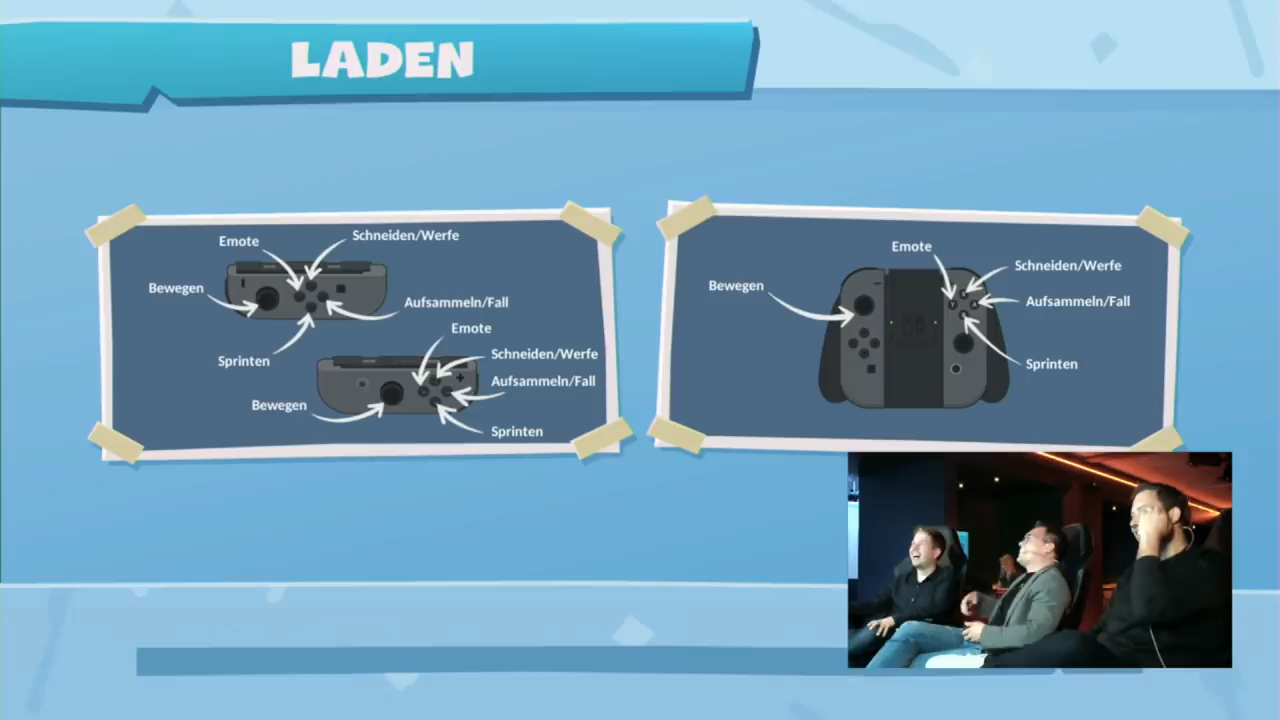 LADEN
Emote
Schneiden/Werfe
Bewegen
Aufsammeln/Fall
Sprinten
Emote
Schneiden/Werfe
Aufsammeln/Fall
Bewegen
Sprinten
Emote
Schneiden/Werfe
Bewegen
Aufsammeln/Fall
Sprinten